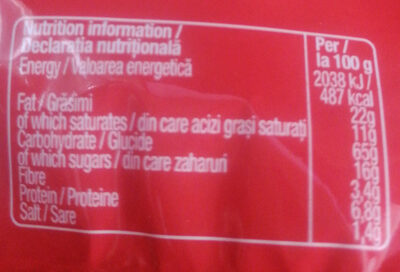 Nutrition information / Per /
Declarația nutrițională la 100 g
Energy / Valoarea energetică 2038 kJ /
487 kcal
Fat / Grăsimi 22g
of which saturates / din care acizi grași saturați 11g
Carbohydrate / Glucide 65g
of which sugars / din care zaharuri 16g
Fibre 3,4g
Protein / Proteine 6,8g
Salt / Sare 1,4g